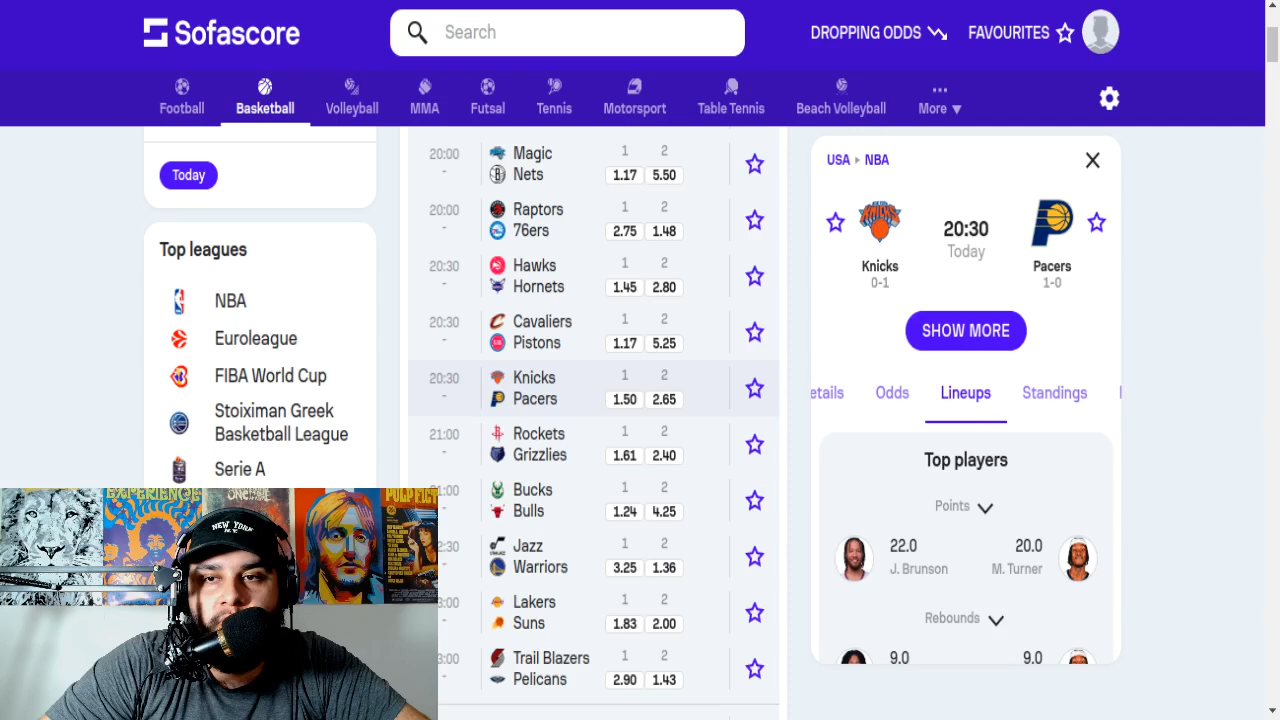 Sofascore
Search
DROPPING ODDS
FAVOURITES
Football
Basketball
Volleyball
MMA
Futsal
Tennis
Motorsport
Table Tennis
Beach Volleyball
More
Today
Top leagues
NBA
Euroleague
FIBA World Cup
Stoiximan Greek
Basketball League
Serie A
20:00 Magic 1 2
- Nets 1.17 5.50
20:00 Raptors 1 2
- 76ers 2.75 1.48
20:30 Hawks 1 2
- Hornets 1.45 2.80
20:30 Cavaliers 1 2
- Pistons 1.17 5.25
20:30 Knicks 1 2
- Pacers 1.50 2.65
21:00 Rockets 1 2
- Grizzlies 1.61 2.40
:00 Bucks 1 2
- Bulls 1.24 4.25
:30 Jazz 1 2
- Warriors 3.25 1.36
:00 Lakers 1 2
- Suns 1.83 2.00
:00 Trail Blazers 1 2
- Pelicans 2.90 1.43
USA NBA
KNICKS
20:30
Today
Knicks
0-1
Pacers
1-0
SHOW MORE
etails
Odds
Lineups
Standings
Top players
Points
22.0
J. Brunson
20.0
M. Turner
Rebounds
9.0
9.0
EXPERIENCE
PULP FICT
NEW YORK